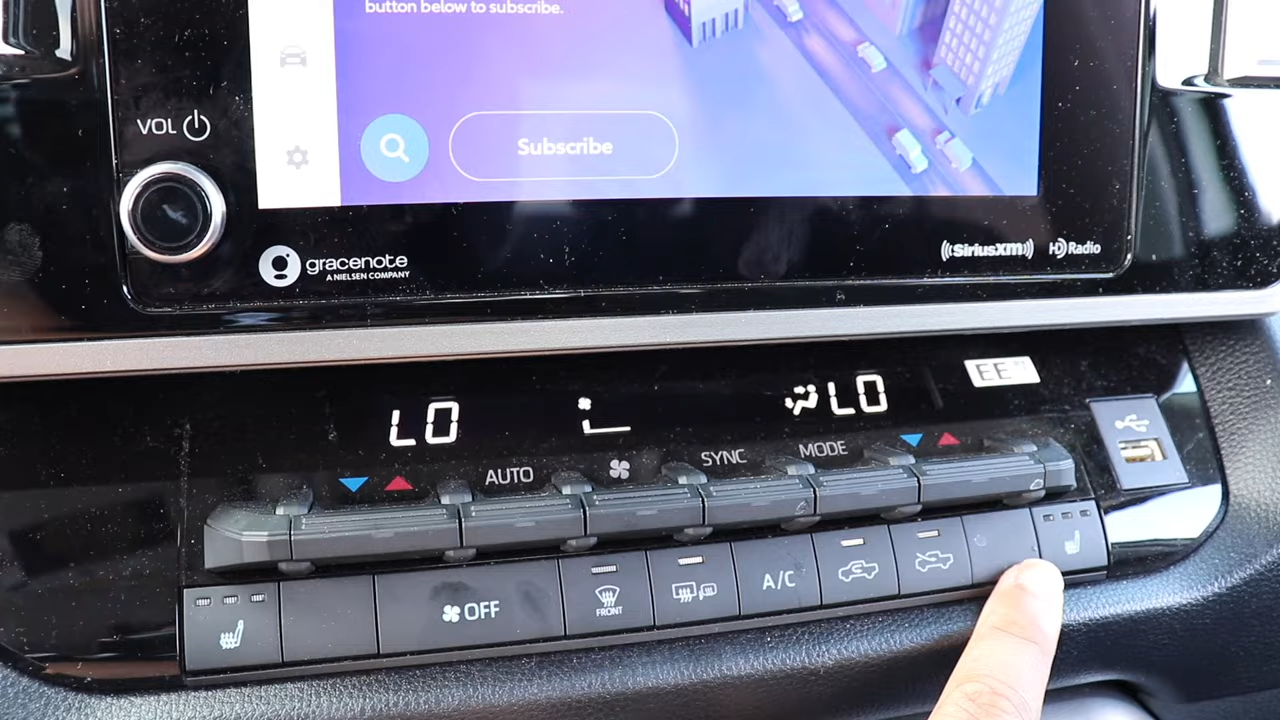 button below to subscribe.
VOL
Subscribe
gracenote
A NIELSEN COMPANY
((SiriusXM))
HD Radio
LO
LO
AUTO
SYNC
MODE
OFF
FRONT
A/C